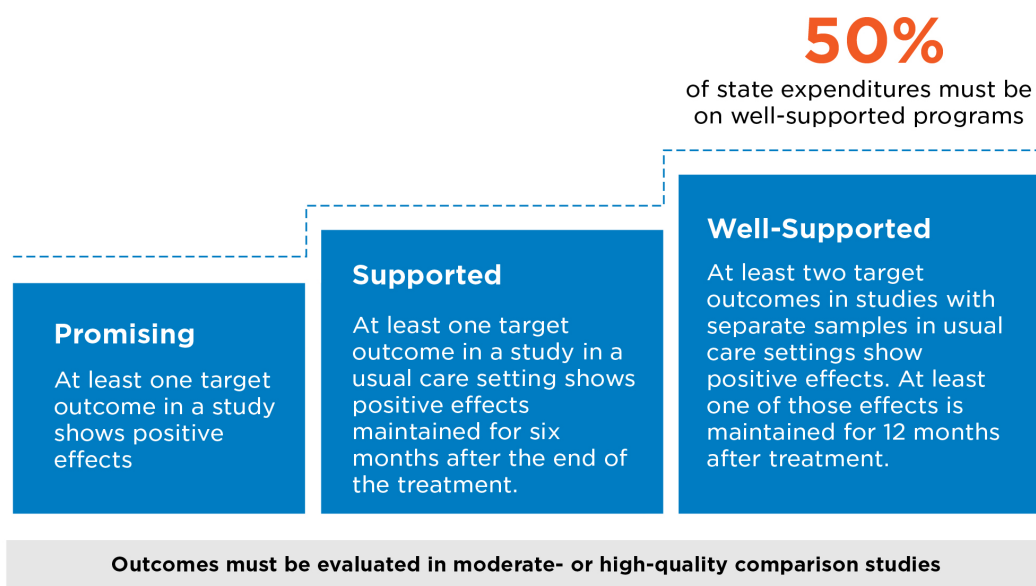 50%
of state expenditures must be
on well-supported programs
Promising
At least one target
outcome in a study
shows positive
effects
Supported
At least one target
outcome in a study in a
usual care setting shows
positive effects
maintained for six
months after the end of
the treatment.
Well-Supported
At least two target
outcomes in studies with
separate samples in usual
care settings show
positive effects. At least
one of those effects is
maintained for 12 months
after treatment.
Outcomes must be evaluated in moderate- or high-quality comparison studies